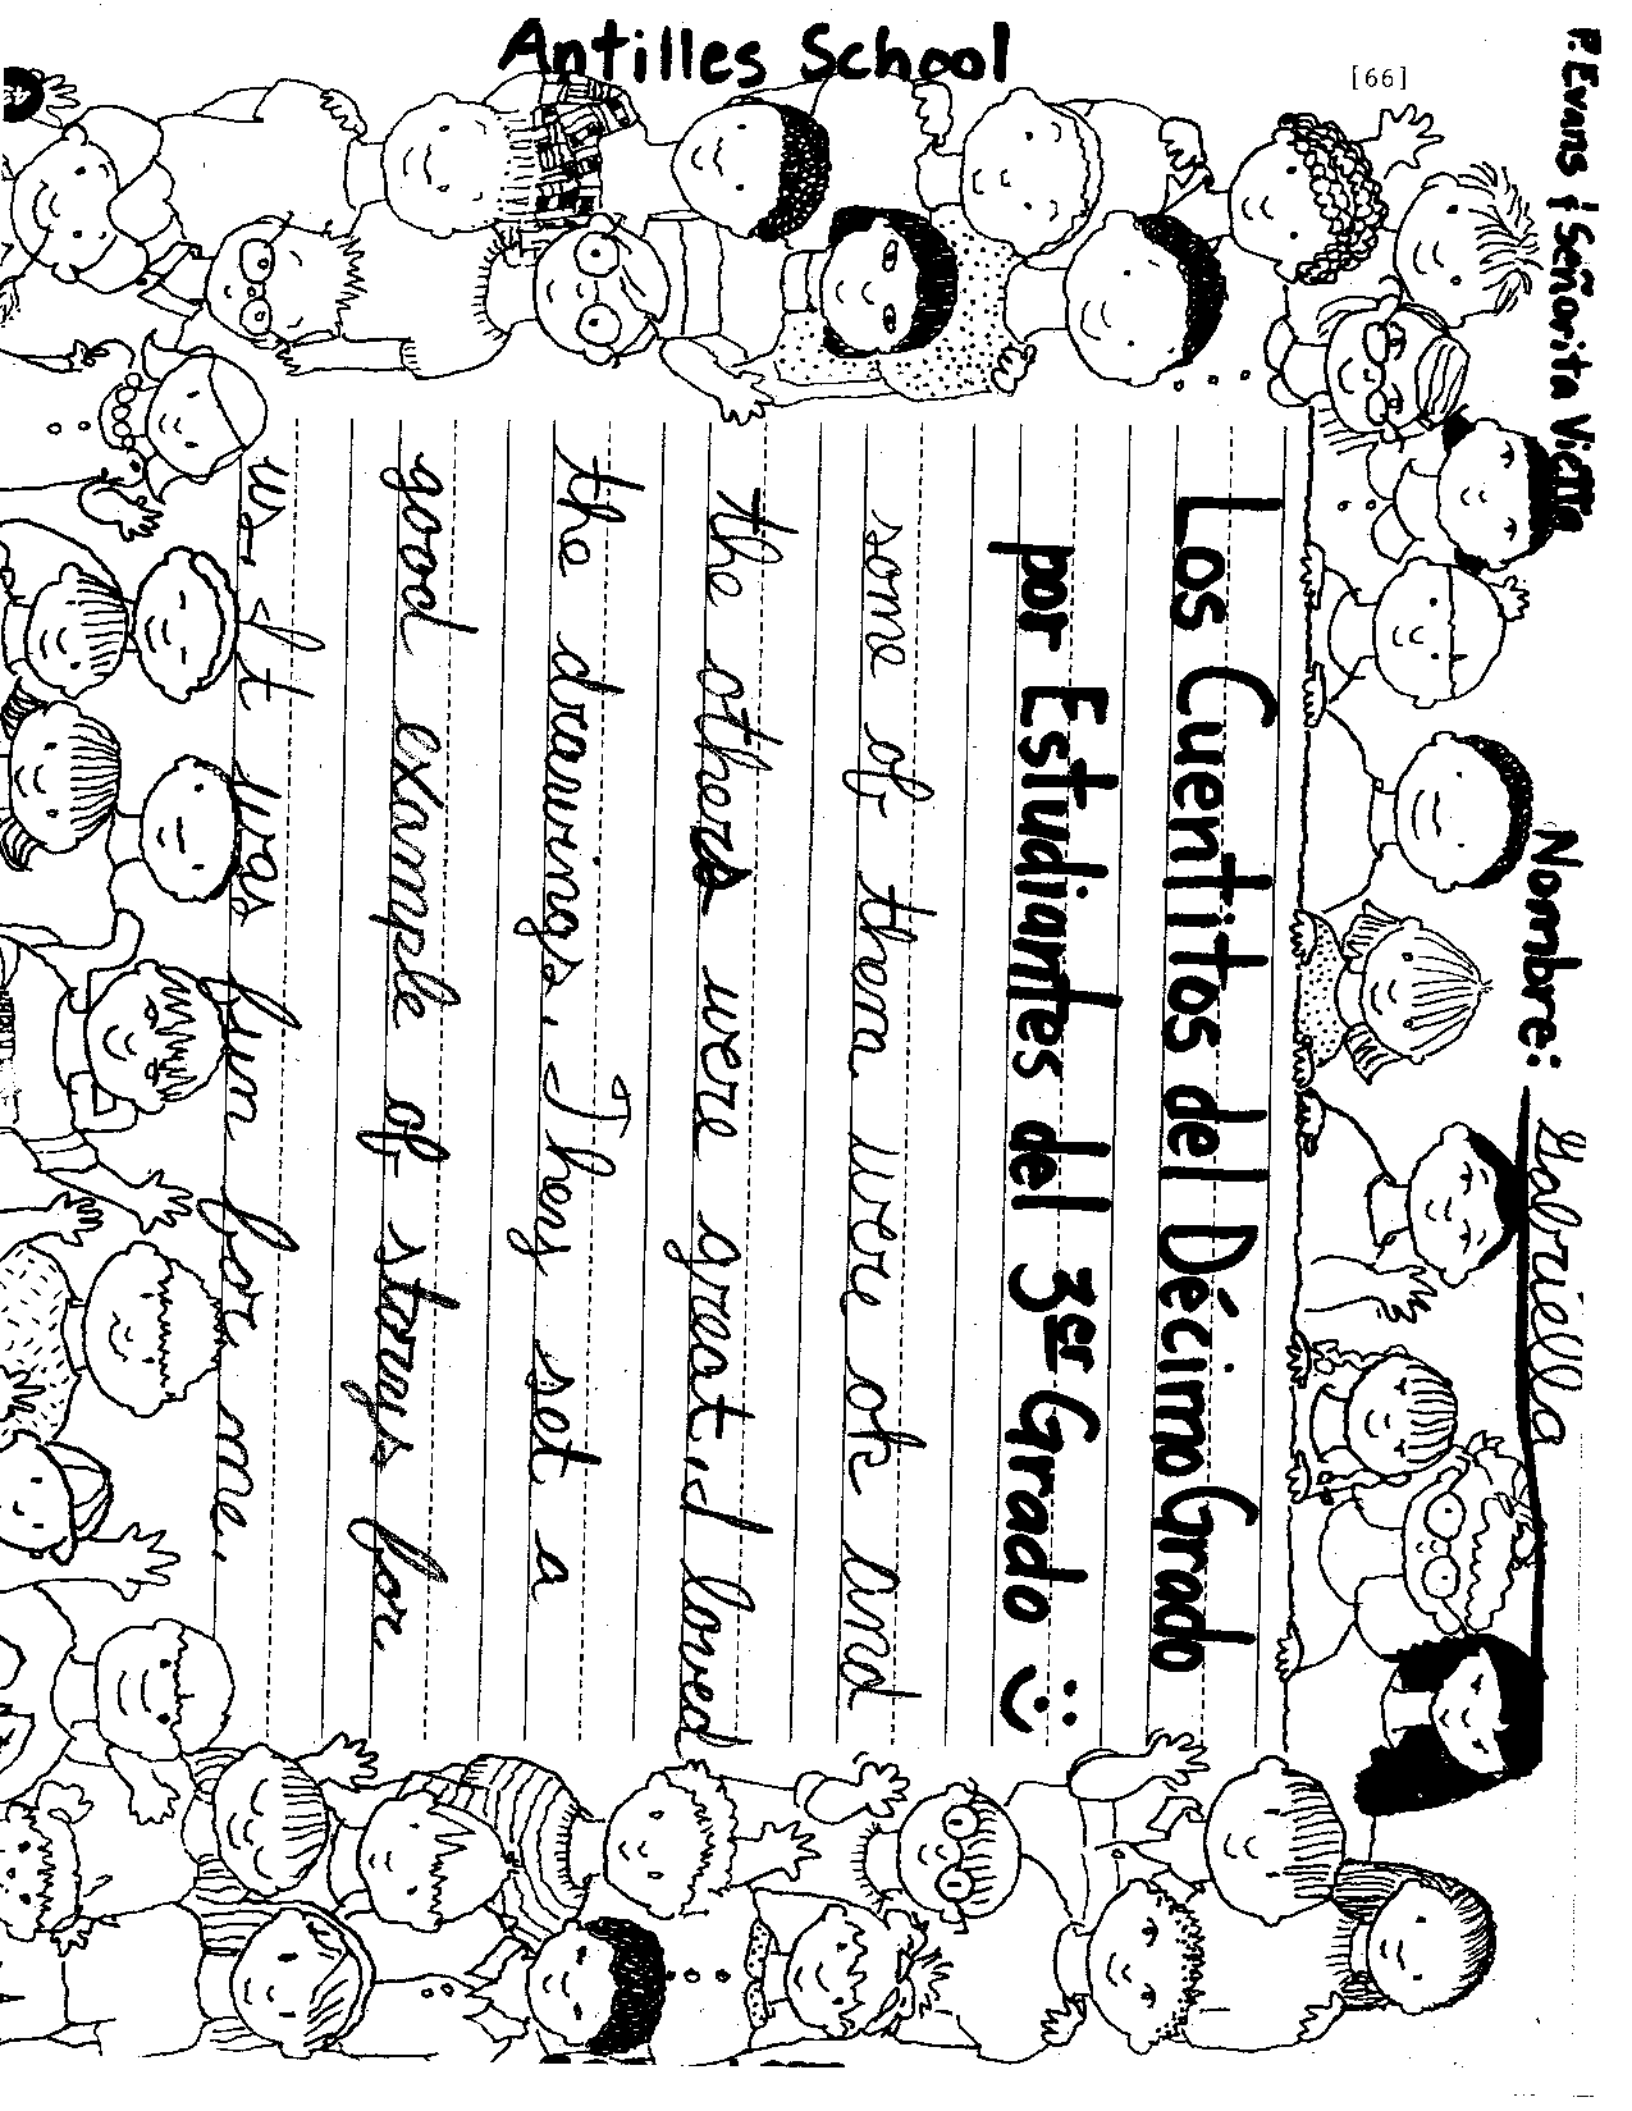 Antilles School
[66]
P. Evans & Señorita Vietta
Nombre: Gabriella
Los Cuentitos del Décimo Grado
por Estudiantes del 3er Grado
some of them were ok and
the others were great, I loved
the drawings. They set a
good example of storys for
us It was fun for me.